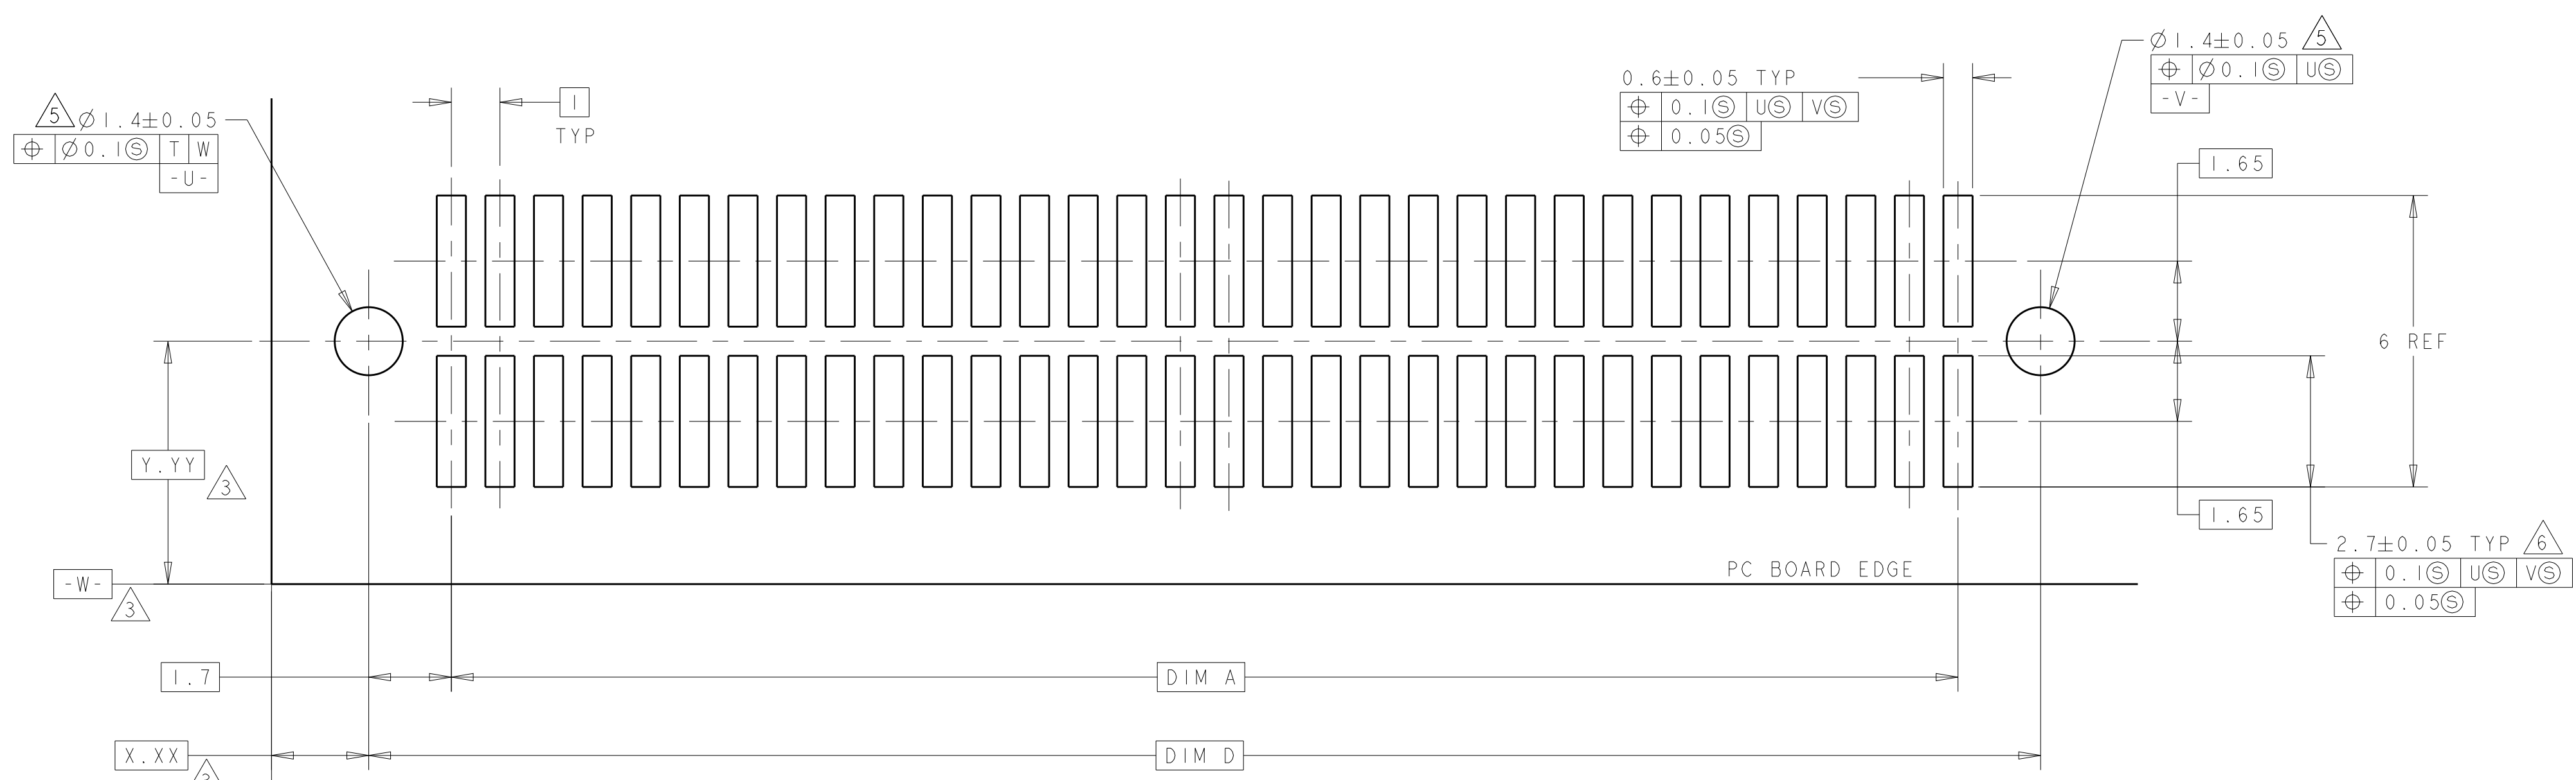 5 Ø1.4±0.05
⌖ Ø0.1Ⓢ T W
-U-
1
TYP
0.6±0.05 TYP
⌖ 0.1Ⓢ UⓈ VⓈ
⌖ 0.05Ⓢ
Ø1.4±0.05 5
⌖ Ø0.1Ⓢ UⓈ
-V-
1.65
6 REF
Y.YY
3
1.65
2.7±0.05 TYP 6
⌖ 0.1Ⓢ UⓈ VⓈ
⌖ 0.05Ⓢ
-W-
3
PC BOARD EDGE
1.7
DIM A
X.XX
3
DIM D